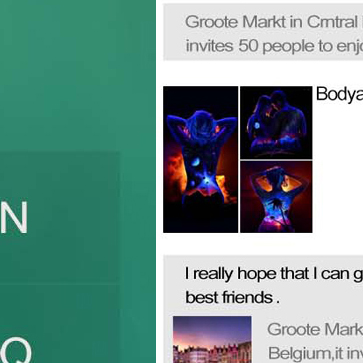 Groote Markt in Cmtral
invites 50 people to enj
Bodya
N
I really hope that I can g
best friends .
Q
Groote Mark
Belgium,it in